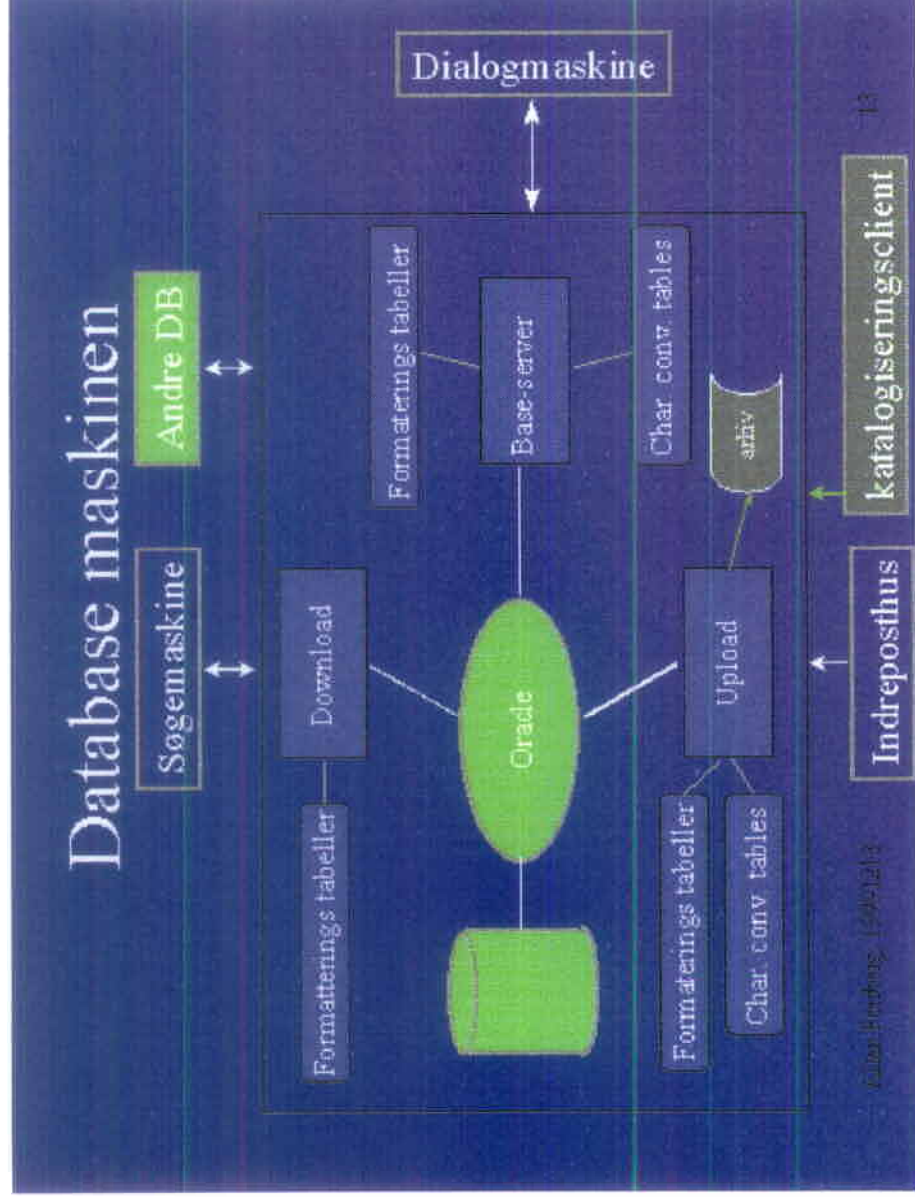 Database maskinen
Søgemaskine
Andre DB
Formatterings tabeller
Download
Formaterings tabeller
Dialogmaskine
Oracle
Base-server
Formaterings tabeller
Char conv. tables
Upload
arhiv
Char conv. tables
Indreposthus
katalogiseringsclient
13